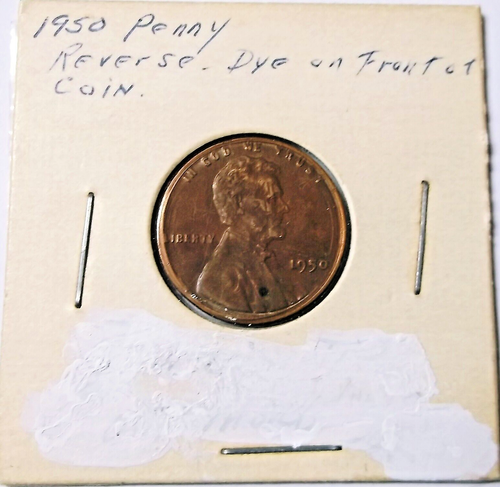 1950 Penny
Reverse. Dye on Front of
Coin.
IN GOD WE TRUST
LIBERTY
1950